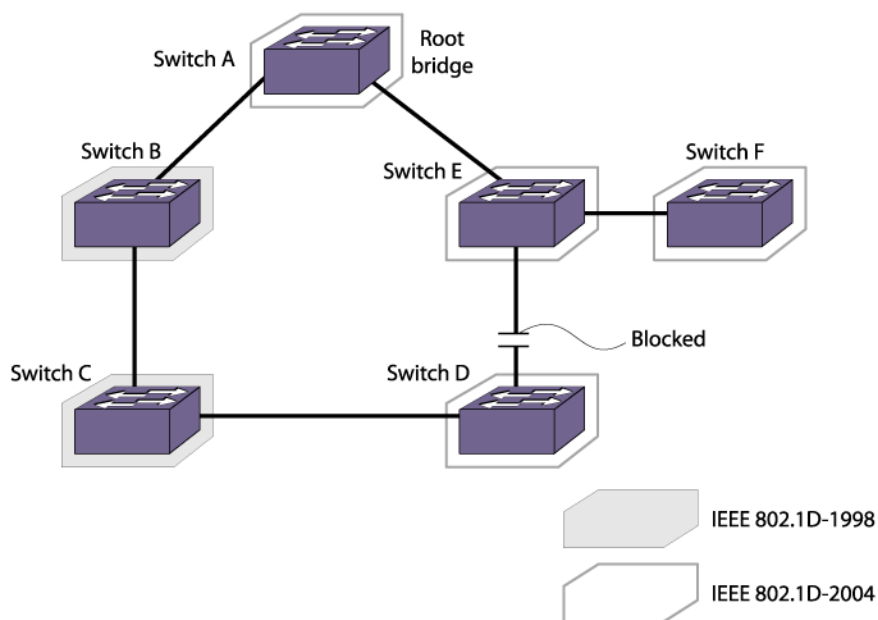 Switch A
Root
bridge
Switch B
Switch E
Switch F
Blocked
Switch C
Switch D
IEEE 802.1D-1998
IEEE 802.1D-2004